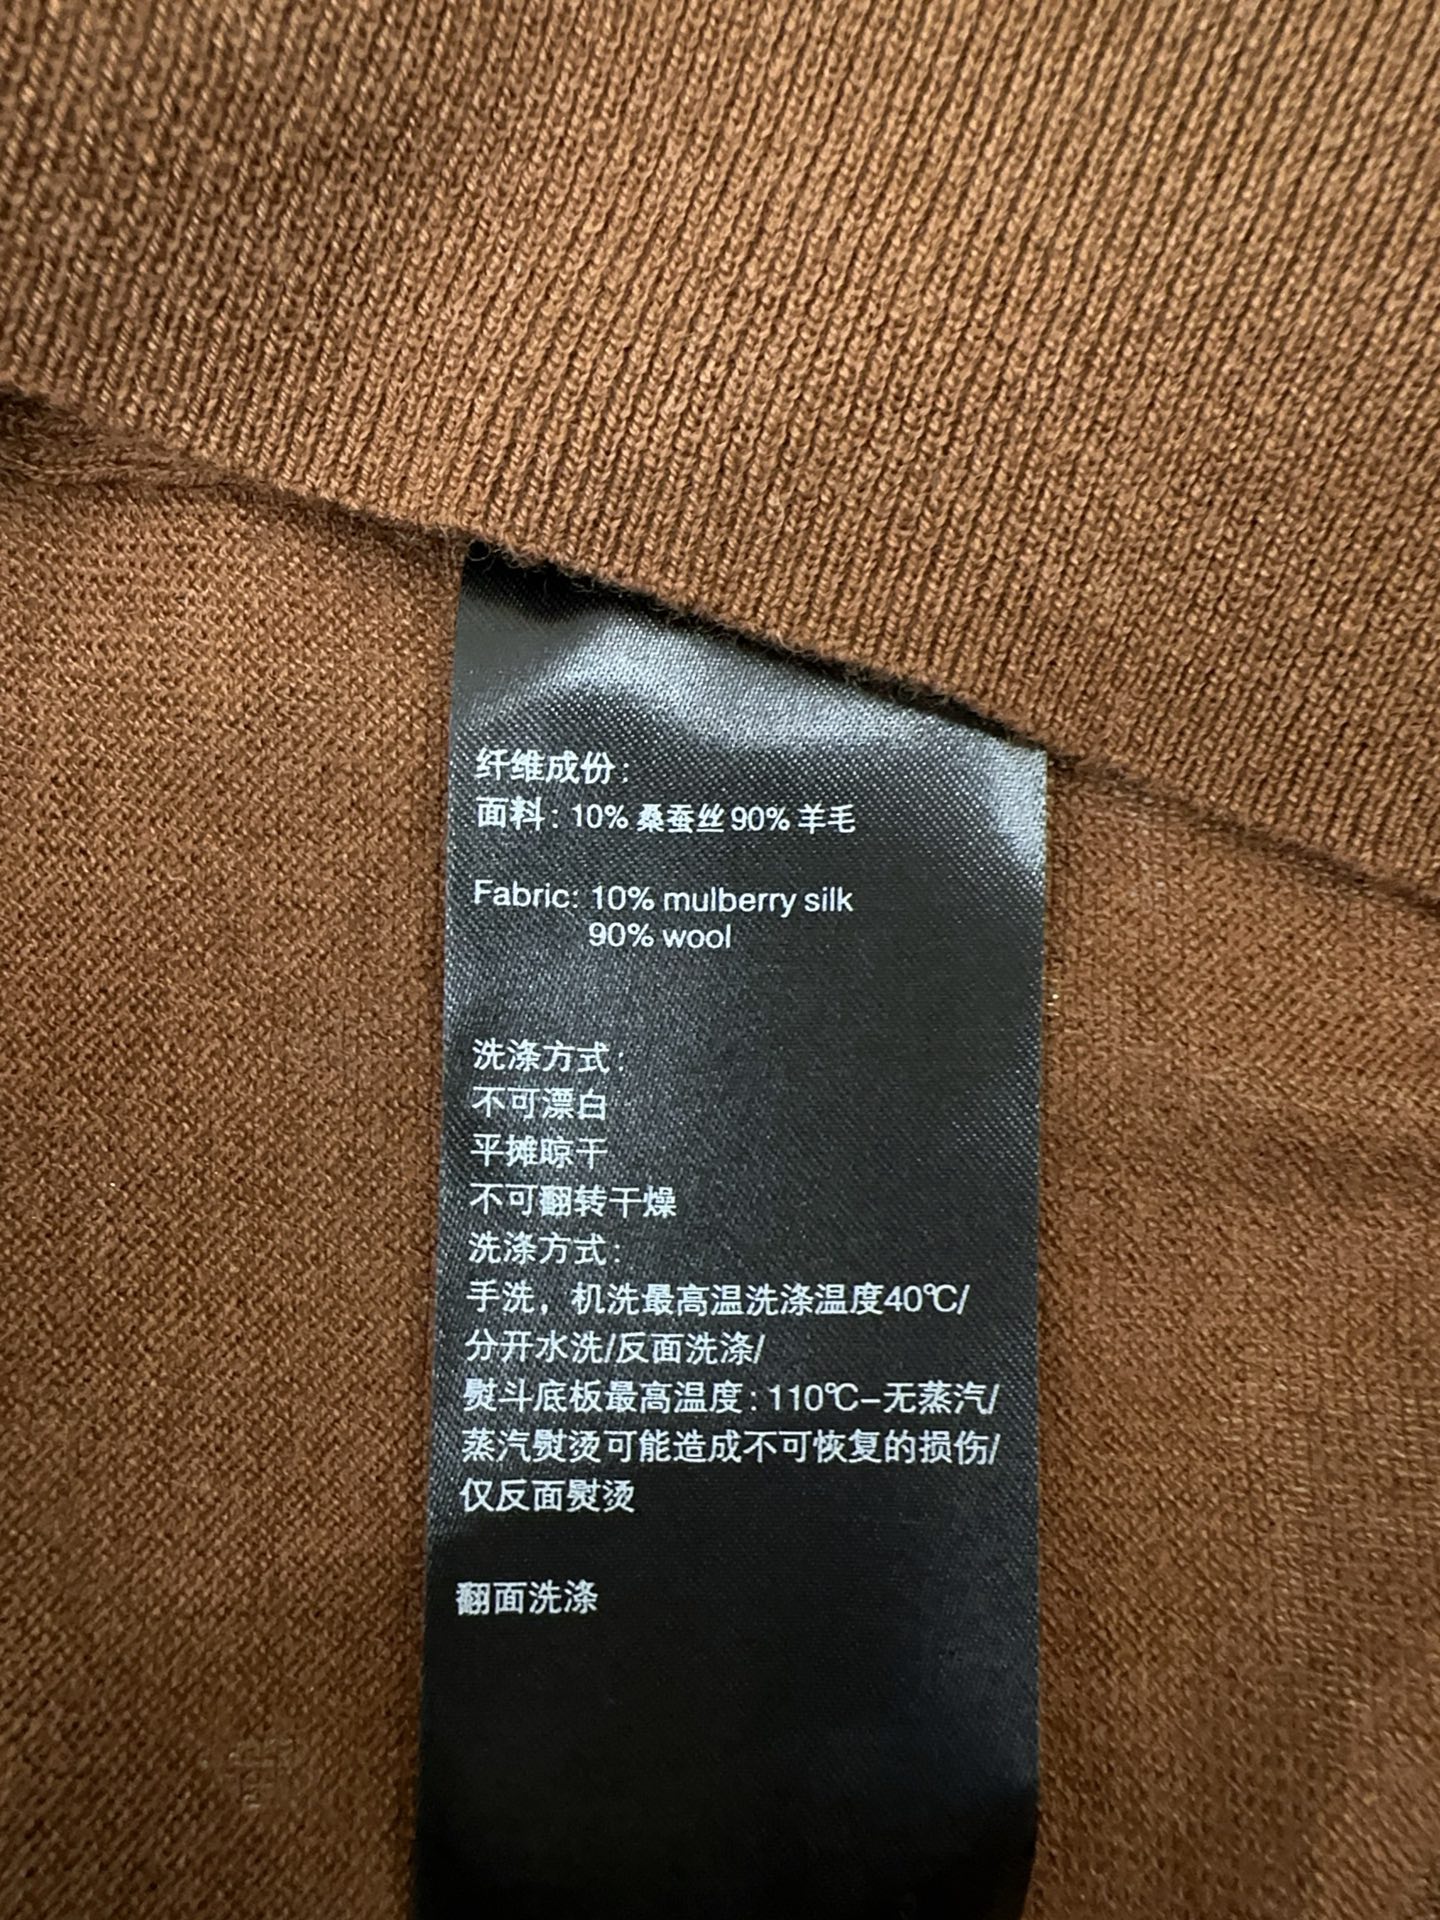 纤维成份：
面料：10% 桑蚕丝 90% 羊毛
Fabric: 10% mulberry silk
90% wool
洗涤方式：
不可漂白
平摊晾干
不可翻转干燥
洗涤方式：
手洗，机洗最高温洗涤温度40℃/
分开水洗/反面洗涤/
熨斗底板最高温度：110℃-无蒸汽/
蒸汽熨烫可能造成不可恢复的损伤/
仅反面熨烫
翻面洗涤